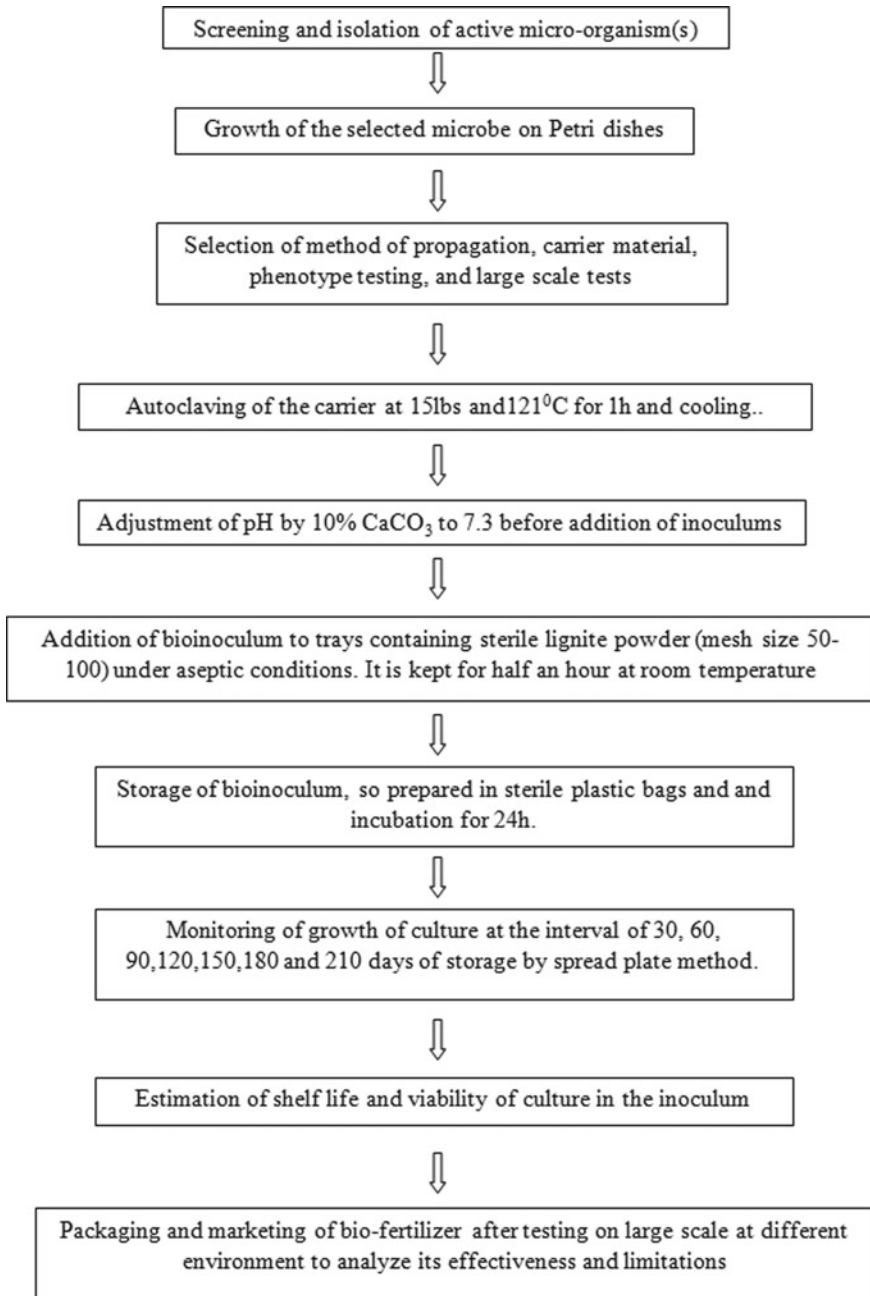 Screening and isolation of active micro-organism(s)
Growth of the selected microbe on Petri dishes
Selection of method of propagation, carrier material,
phenotype testing, and large scale tests
Autoclaving of the carrier at 15lbs and121⁰C for 1h and cooling..
Adjustment of pH by 10% CaCO₃ to 7.3 before addition of inoculums
Addition of bioinoculum to trays containing sterile lignite powder (mesh size 50-
100) under aseptic conditions. It is kept for half an hour at room temperature
Storage of bioinoculum, so prepared in sterile plastic bags and and
incubation for 24h.
Monitoring of growth of culture at the interval of 30, 60,
90,120,150,180 and 210 days of storage by spread plate method.
Estimation of shelf life and viability of culture in the inoculum
Packaging and marketing of bio-fertilizer after testing on large scale at different
environment to analyze its effectiveness and limitations